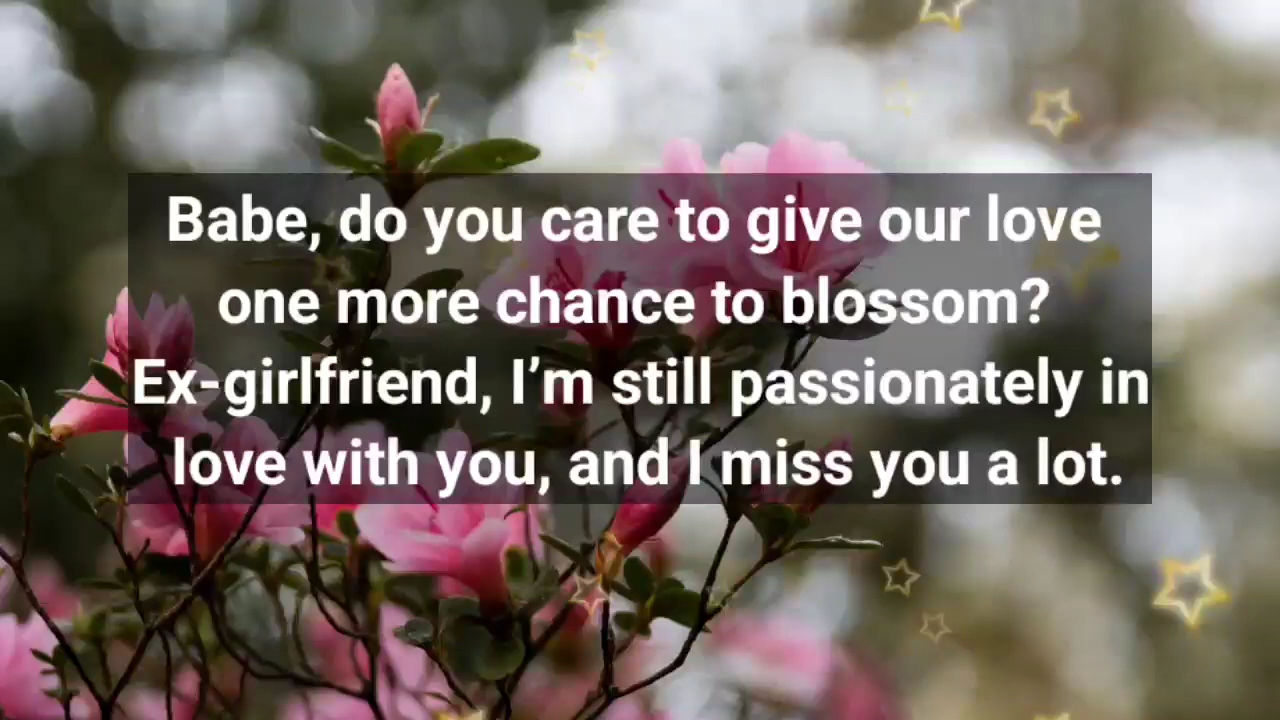 Babe, do you care to give our love
one more chance to blossom?
Ex-girlfriend, I’m still passionately in
love with you, and I miss you a lot.